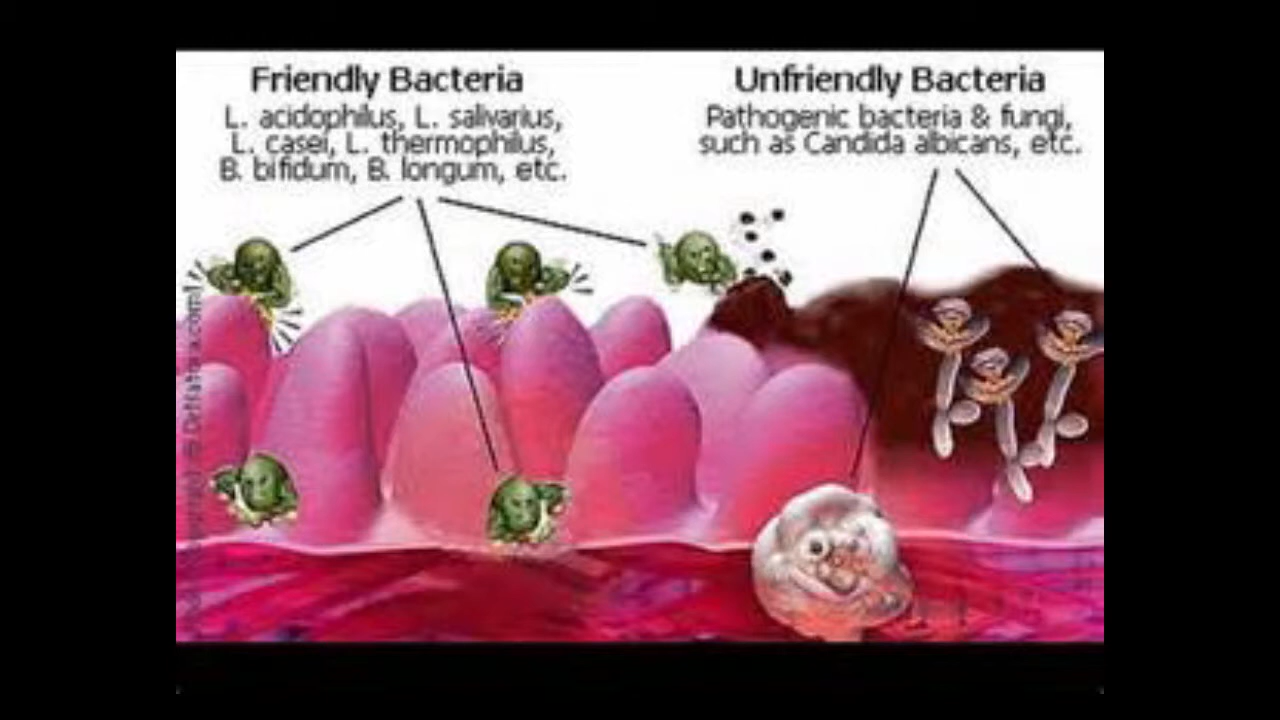 Friendly Bacteria
L. acidophilus, L. salivarius,
L. casei, L. thermophilus,
B. bifidum, B. longum, etc.
Unfriendly Bacteria
Pathogenic bacteria & fungi,
such as Candida albicans, etc.